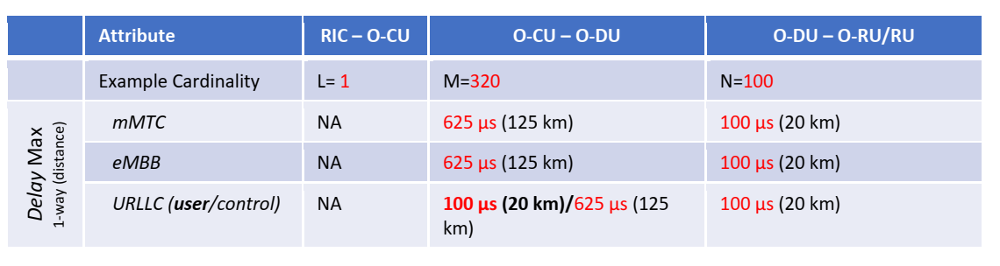 Attribute RIC – O-CU O-CU – O-DU O-DU – O-RU/RU
Example Cardinality L= 1 M=320 N=100
Delay Max
1-way (distance)
mMTC NA 625 µs (125 km) 100 µs (20 km)
eMBB NA 625 µs (125 km) 100 µs (20 km)
URLLC (user/control) NA 100 µs (20 km)/625 µs (125 100 µs (20 km)
km)